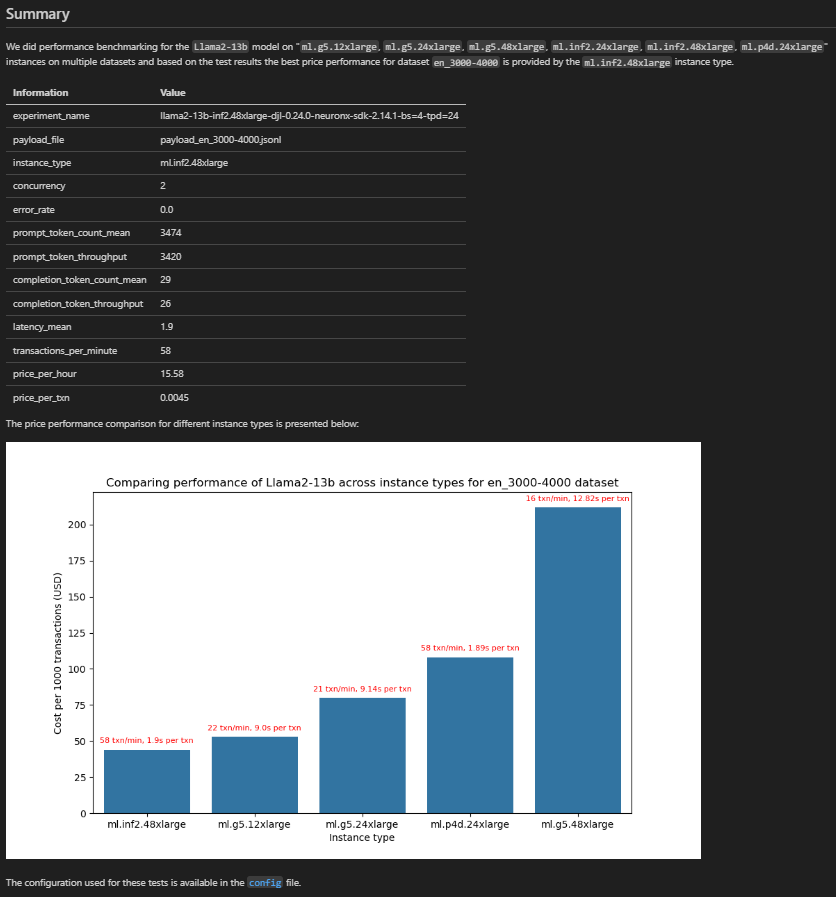 Summary
We did performance benchmarking for the Llama2-13b model on "ml.g5.12xlarge, ml.g5.24xlarge, ml.g5.48xlarge, ml.inf2.24xlarge, ml.inf2.48xlarge, ml.p4d.24xlarge"
instances on multiple datasets and based on the test results the best price performance for dataset en_3000-4000 is provided by the ml.inf2.48xlarge instance type.
Information Value
experiment_name llama2-13b-inf2.48xlarge-djl-0.24.0-neuronx-sdk-2.14.1-bs=4-tpd=24
payload_file payload_en_3000-4000.jsonl
instance_type ml.inf2.48xlarge
concurrency 2
error_rate 0.0
prompt_token_count_mean 3474
prompt_token_throughput 3420
completion_token_count_mean 29
completion_token_throughput 26
latency_mean 1.9
transactions_per_minute 58
price_per_hour 15.58
price_per_txn 0.0045
The price performance comparison for different instance types is presented below:
Comparing performance of Llama2-13b across instance types for en_3000-4000 dataset
Cost per 1000 transactions (USD)
200
175
150
125
100
75
50
25
0
58 txn/min, 1.9s per txn
22 txn/min, 9.0s per txn
21 txn/min, 9.14s per txn
58 txn/min, 1.89s per txn
16 txn/min, 12.82s per txn
ml.inf2.48xlarge ml.g5.12xlarge ml.g5.24xlarge ml.p4d.24xlarge ml.g5.48xlarge
Instance type
The configuration used for these tests is available in the config file.